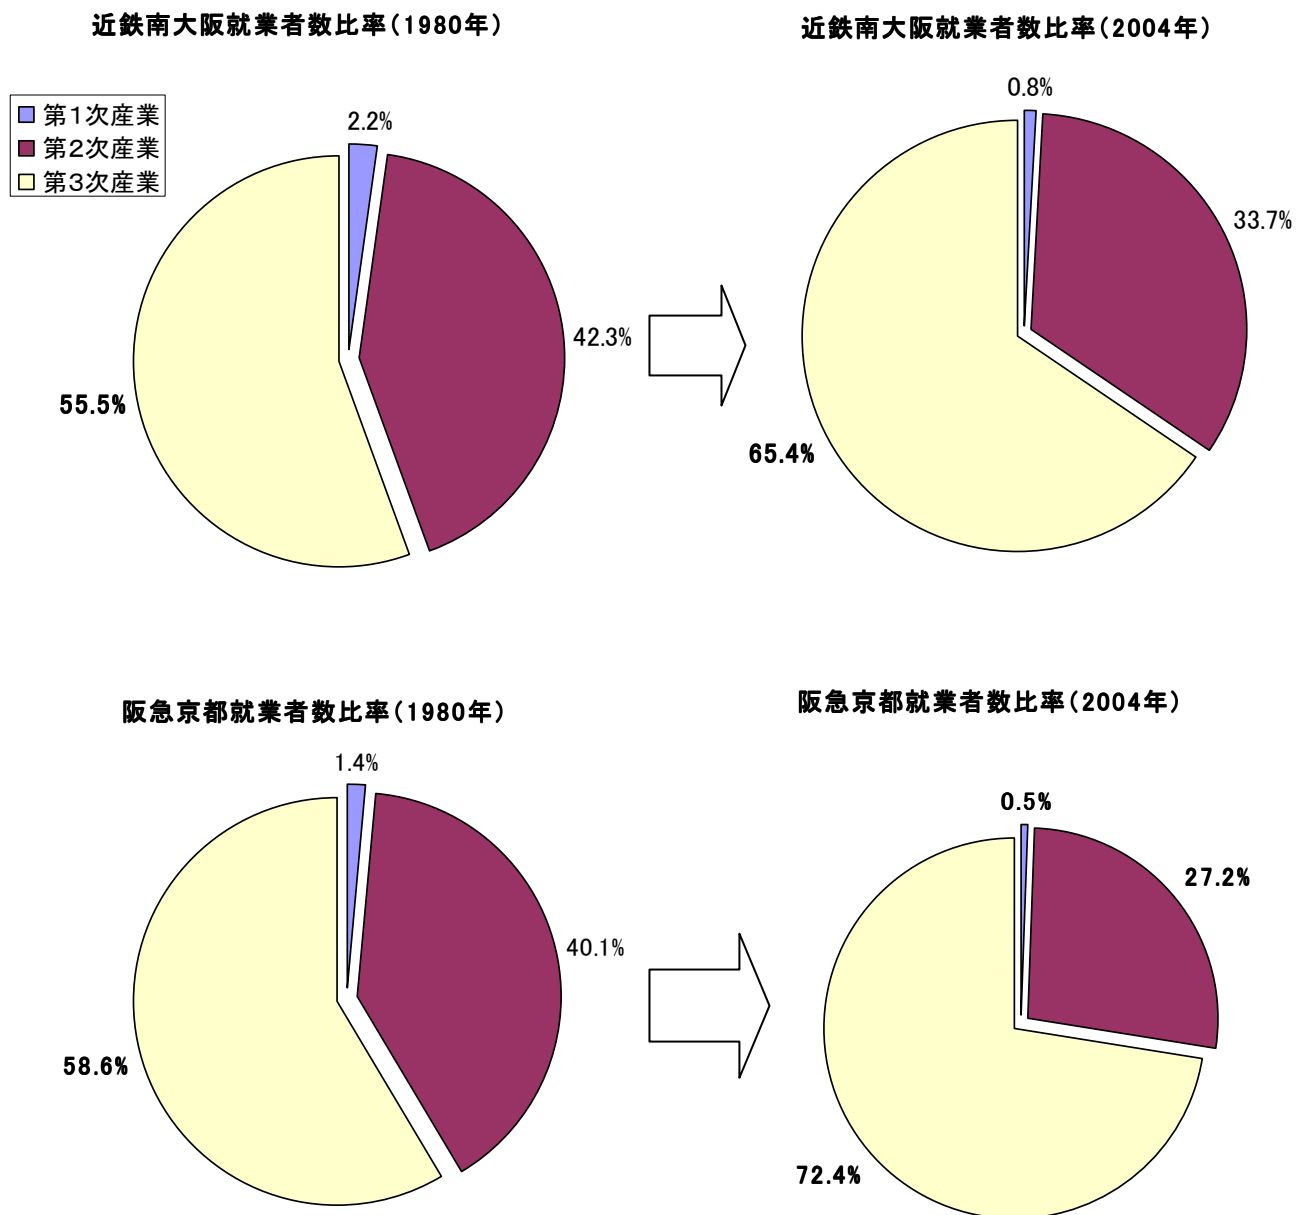 近鉄南大阪就業者数比率（1980年）
第１次産業
第２次産業
第３次産業
2.2%
42.3%
55.5%
近鉄南大阪就業者数比率（2004年）
0.8%
33.7%
65.4%
阪急京都就業者数比率（1980年）
1.4%
40.1%
58.6%
阪急京都就業者数比率（2004年）
0.5%
27.2%
72.4%